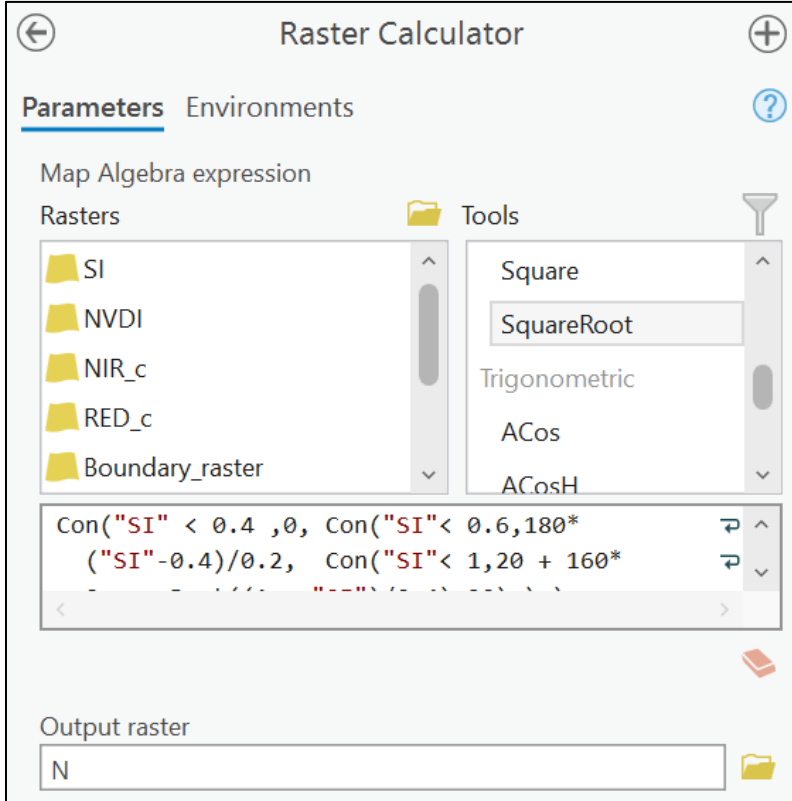 Raster Calculator
Parameters Environments
Map Algebra expression
Rasters
Tools
SI
NVDI
NIR_c
RED_c
Boundary_raster
Square
SquareRoot
Trigonometric
ACos
ACosH
Con("SI" < 0.4 ,0, Con("SI"< 0.6,180*
("SI"-0.4)/0.2,  Con("SI"< 1,20 + 160*
Output raster
N